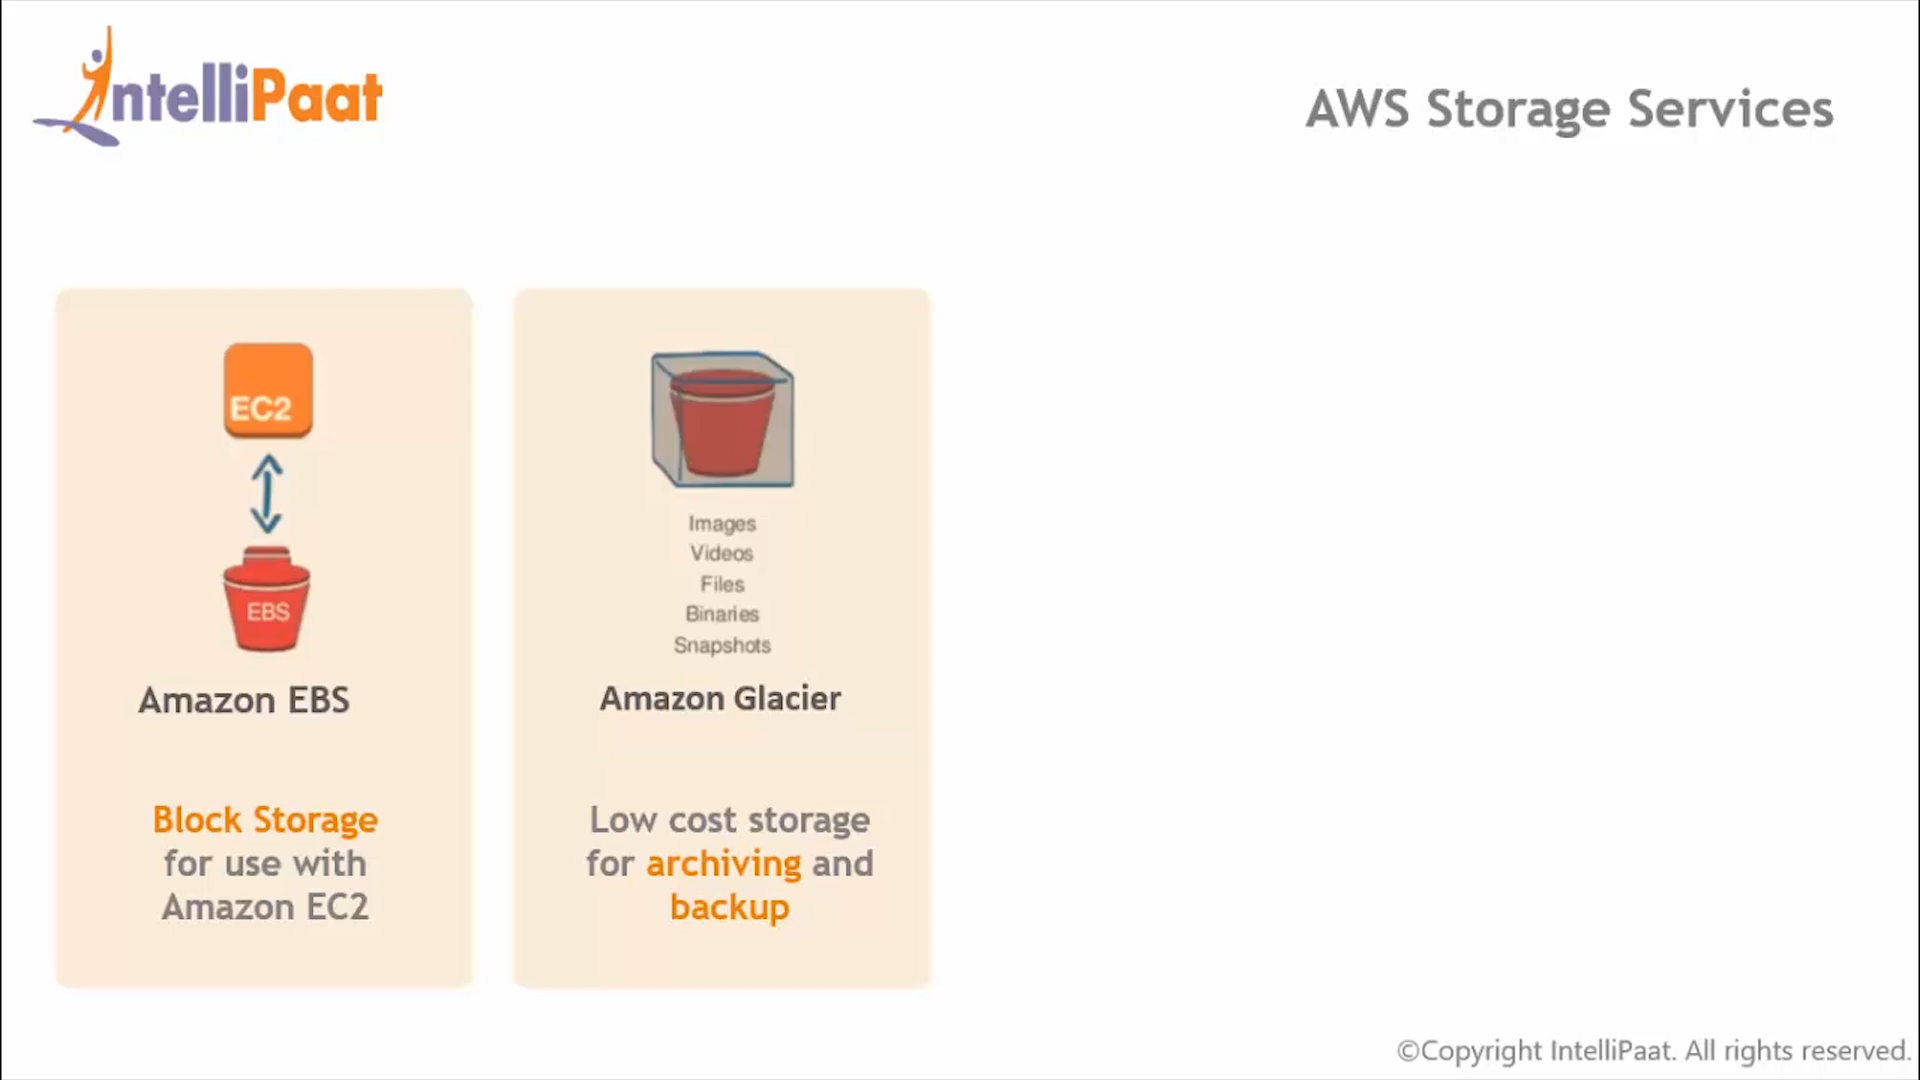 IntelliPaat
AWS Storage Services
EC2
EBS
Amazon EBS
Block Storage
for use with
Amazon EC2
Images
Videos
Files
Binaries
Snapshots
Amazon Glacier
Low cost storage
for archiving and
backup
©Copyright IntelliPaat. All rights reserved.